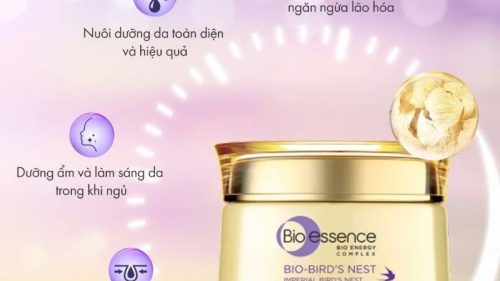 ngăn ngừa lão hóa
Nuôi dưỡng da toàn diện
và hiệu quả
Dưỡng ẩm và làm sáng da
trong khi ngủ
Bio essence
BIO ENERGY
COMPLEX
BIO-BIRD'S NEST
IMPERIAL BIRD'S NEST